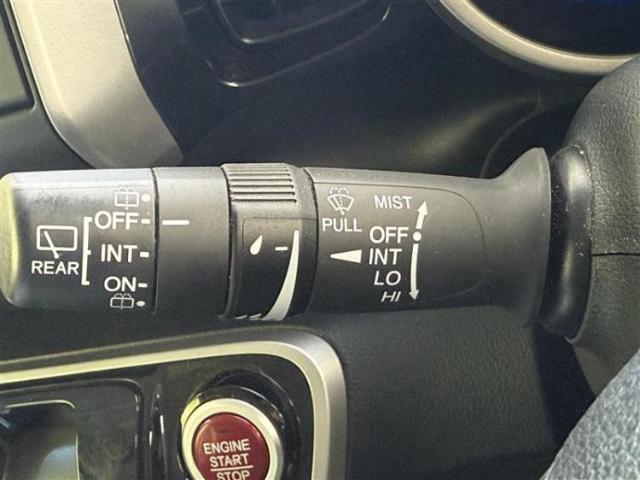 REAR
OFF
INT
ON
PULL
MIST
OFF
INT
LO
HI
ENGINE
START
STOP